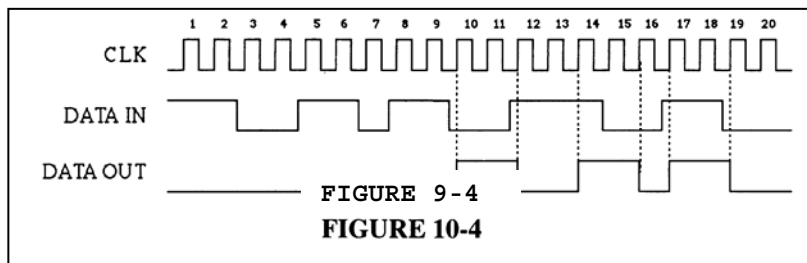 1 2 3 4 5 6 7 8 9 10 11 12 13 14 15 16 17 18 19 20
CLK
DATA IN
DATA OUT
FIGURE 9-4
FIGURE 10-4